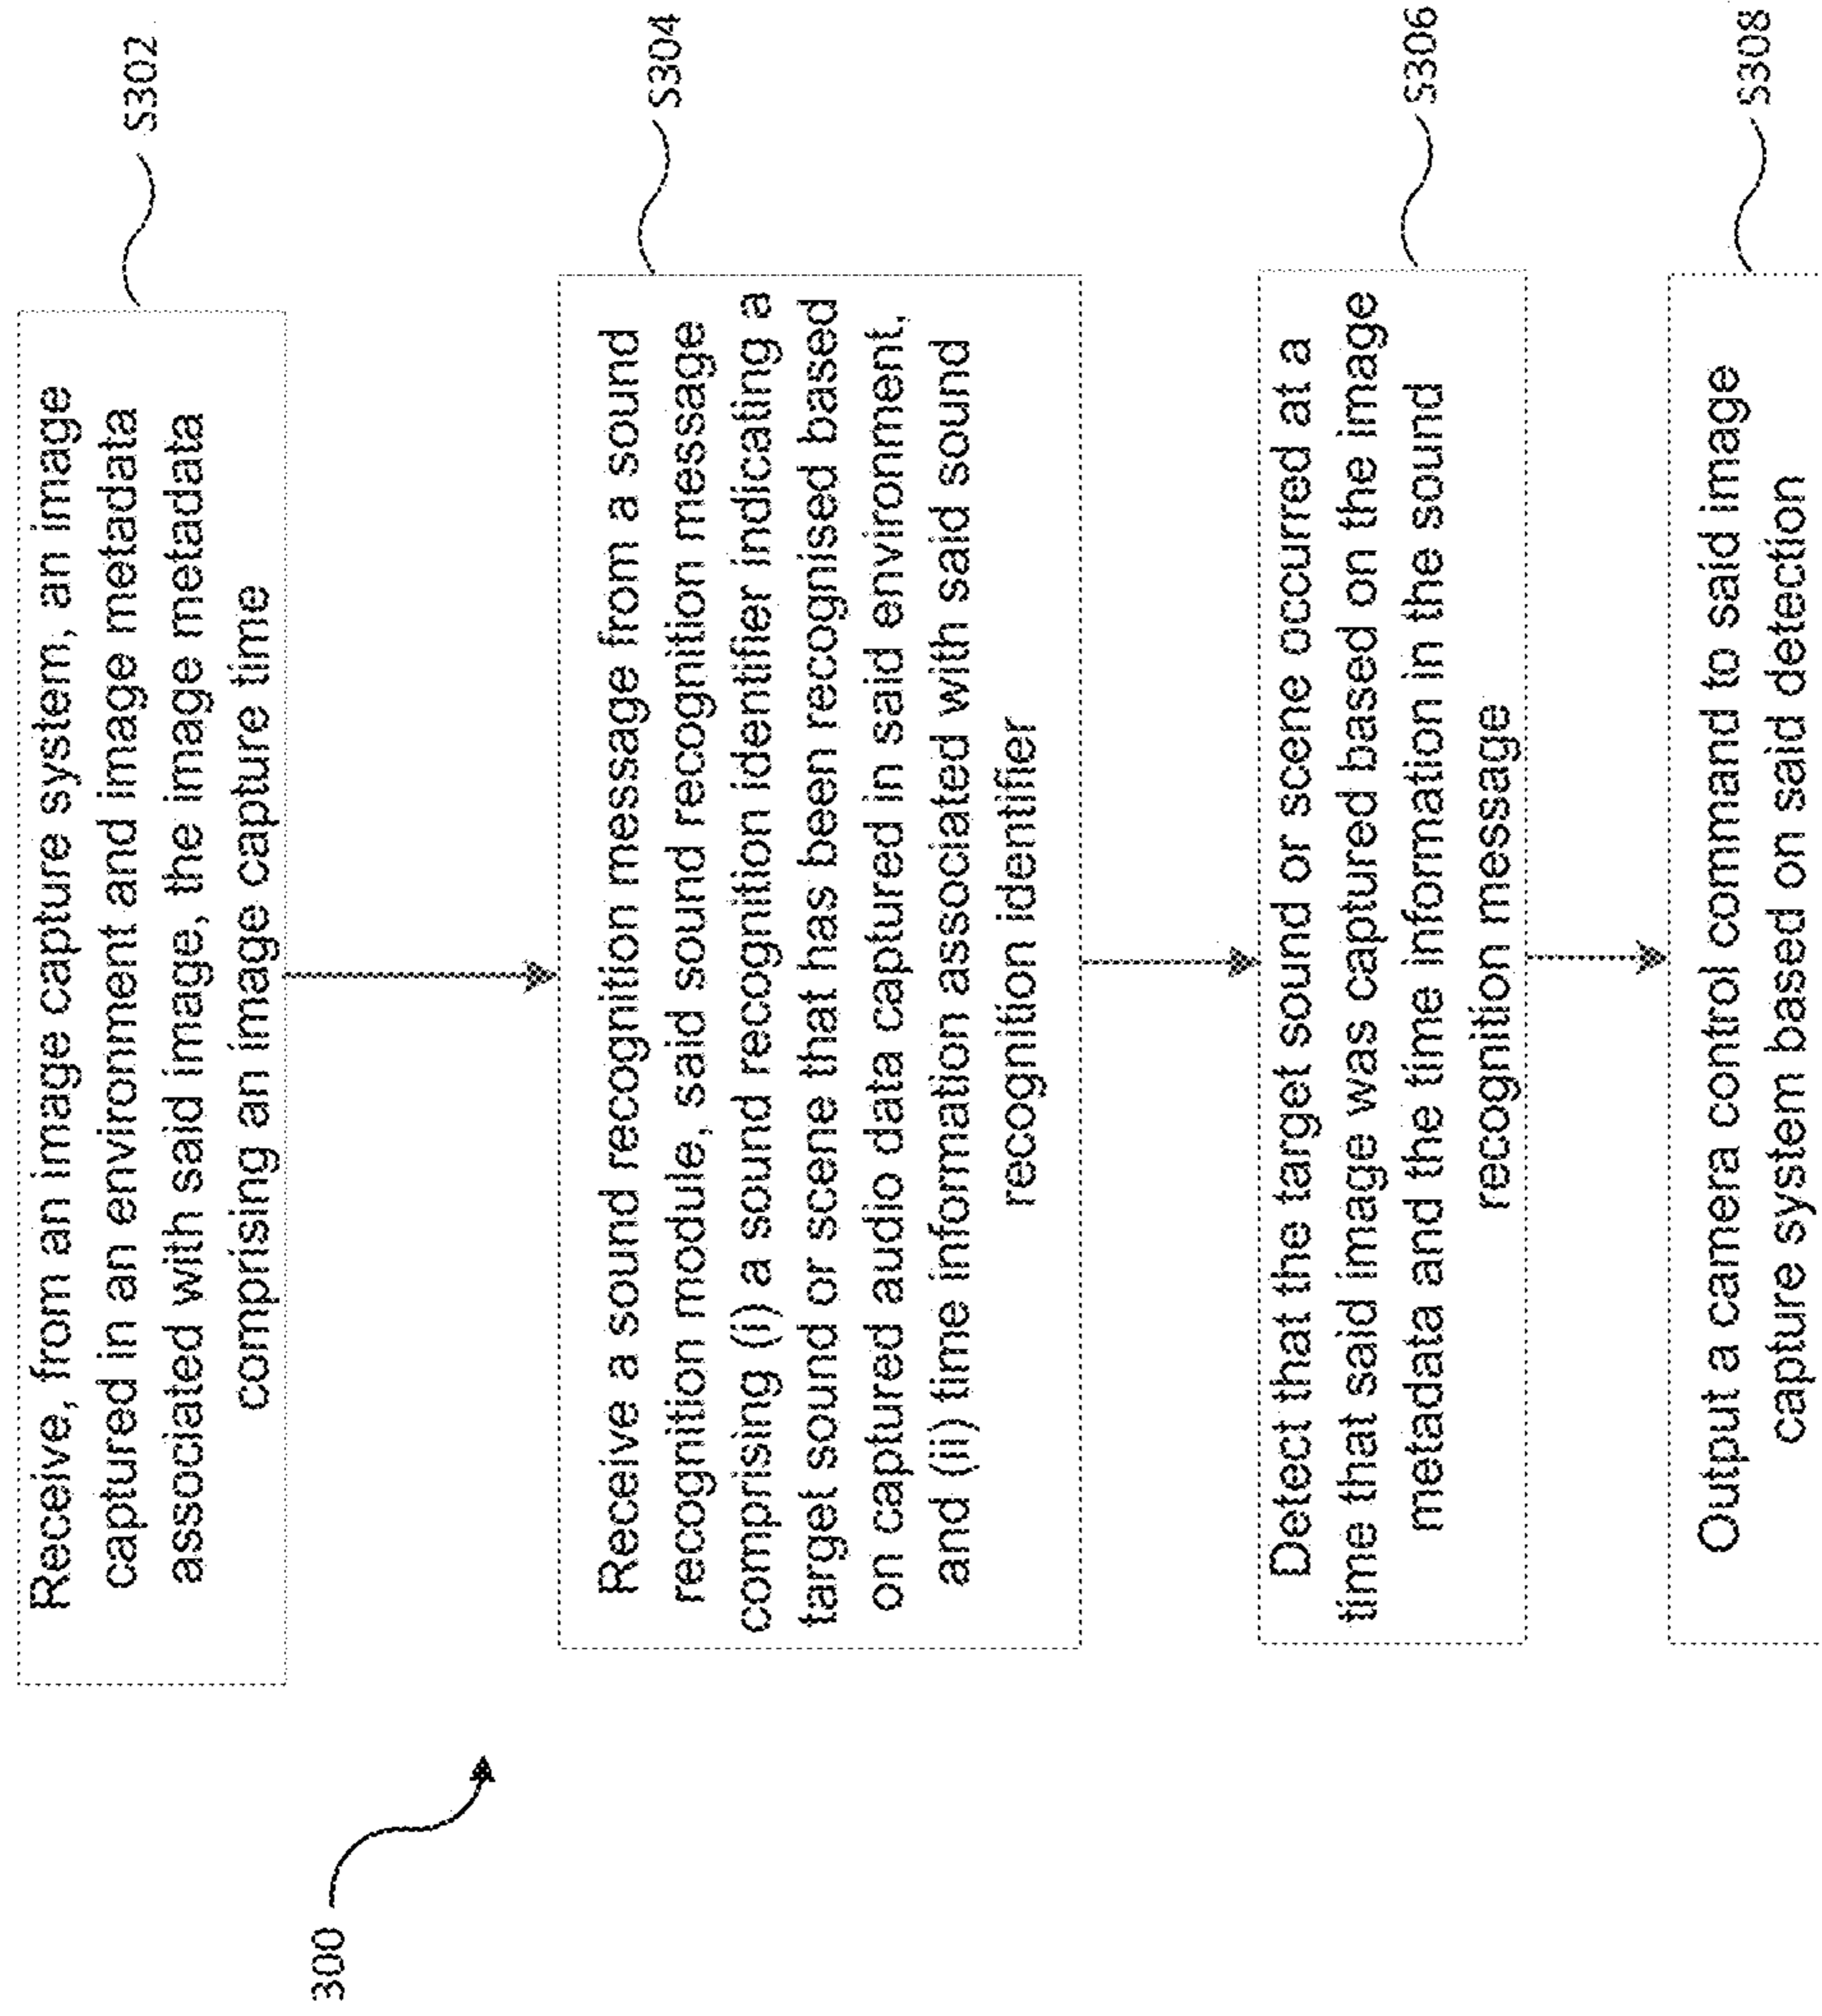 300
Receive, from an image capture system, an image
captured in an environment and image metadata
associated with said image, the image metadata
comprising an image capture time
S302
Receive a sound recognition message from a sound
recognition module, said sound recognition message
comprising (i) a sound recognition identifier indicating a
target sound or scene that has been recognised based
on captured audio data captured in said environment,
and (ii) time information associated with said sound
recognition identifier
S304
Detect that the target sound or scene occurred at a
time that said image was captured based on the image
metadata and the time information in the sound
recognition message
S306
Output a camera control command to said image
capture system based on said detection
S308